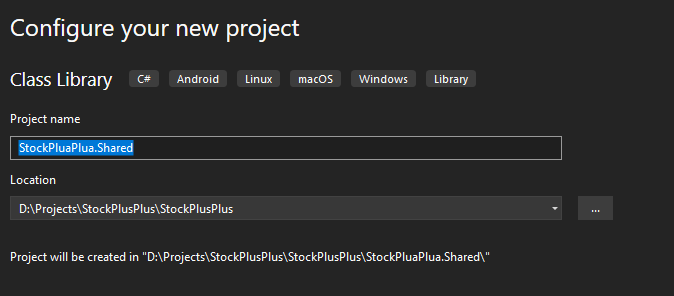 Configure your new project
Class Library C# Android Linux macOS Windows Library
Project name
StockPluaPlua.Shared
Location
D:\Projects\StockPlusPlus\StockPlusPlus ...
Project will be created in "D:\Projects\StockPlusPlus\StockPlusPlus\StockPluaPlua.Shared\"